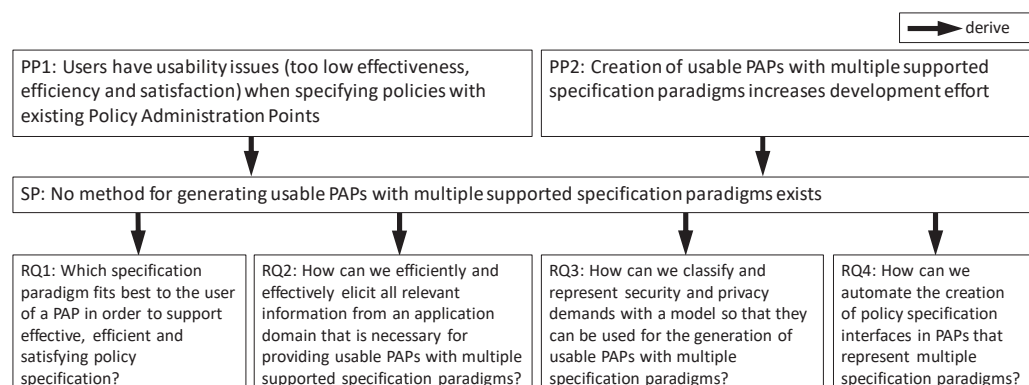 derive
PP1: Users have usability issues (too low effectiveness,
efficiency and satisfaction) when specifying policies with
existing Policy Administration Points
PP2: Creation of usable PAPs with multiple supported
specification paradigms increases development effort
SP: No method for generating usable PAPs with multiple supported specification paradigms exists
RQ1: Which specification
paradigm fits best to the user
of a PAP in order to support
effective, efficient and
satisfying policy
specification?
RQ2: How can we efficiently and
effectively elicit all relevant
information from an application
domain that is necessary for
providing usable PAPs with multiple
supported specification paradigms?
RQ3: How can we classify and
represent security and privacy
demands with a model so that they
can be used for the generation of
usable PAPs with multiple
specification paradigms?
RQ4: How can we
automate the creation
of policy specification
interfaces in PAPs that
represent multiple
specification paradigms?